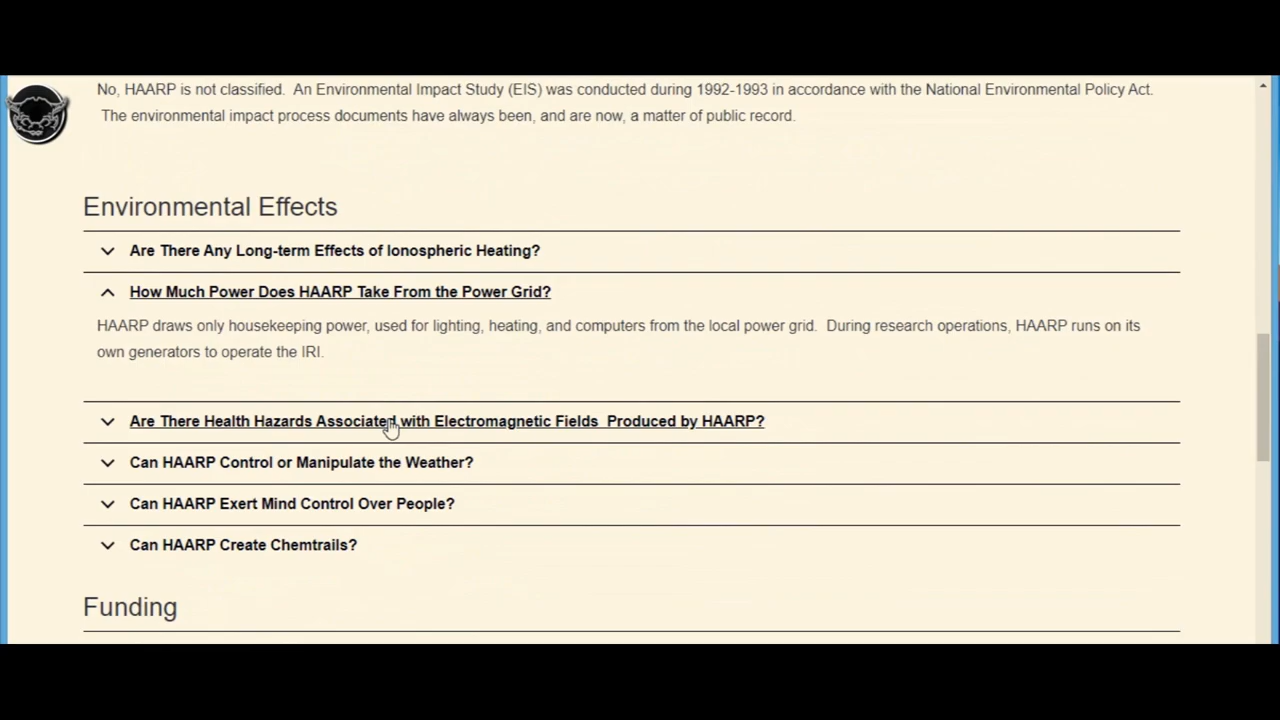 No, HAARP is not classified.  An Environmental Impact Study (EIS) was conducted during 1992-1993 in accordance with the National Environmental Policy Act.
The environmental impact process documents have always been, and are now, a matter of public record.
Environmental Effects
Are There Any Long-term Effects of Ionospheric Heating?
How Much Power Does HAARP Take From the Power Grid?
HAARP draws only housekeeping power, used for lighting, heating, and computers from the local power grid.  During research operations, HAARP runs on its
own generators to operate the IRI.
Are There Health Hazards Associated with Electromagnetic Fields  Produced by HAARP?
Can HAARP Control or Manipulate the Weather?
Can HAARP Exert Mind Control Over People?
Can HAARP Create Chemtrails?
Funding